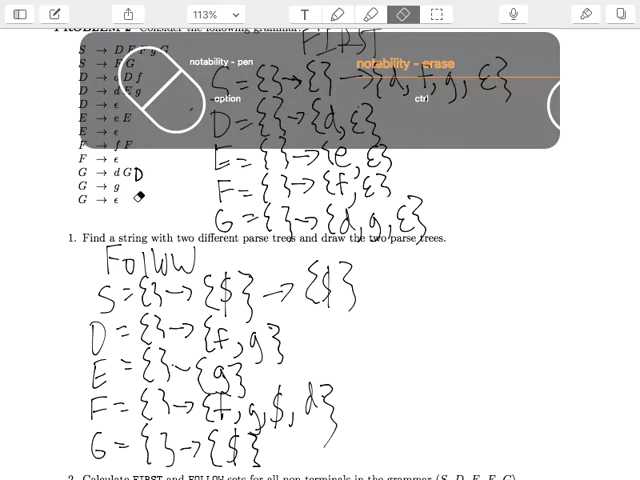 113%
PROBLEM 2 Consider the following grammar
FIRST
S → D E F g G
S → F G
D → d D f
D → d E g
D → ϵ
E → e E
E → ϵ
F → f F
F → ϵ
G → d G D
G → g
G → ϵ
notability - pen
notability - erase
option
ctrl
S = {} → {} → {d, f, g, ε}
D = {} → {d, ε}
E = {} → {e, ε}
F = {} → {f, ε}
G = {} → {d, g, ε}
1. Find a string with two different parse trees and draw the two parse trees.
Follow
S = {} → {$} → {$}
D = {} → {f, g}
E = {} - {g}
F = {} → {f, g, $, d}
G = {} → {$}
2. Calculate FIRST and FOLLOW sets for all non-terminals in the grammar (S, D, E, F, G)